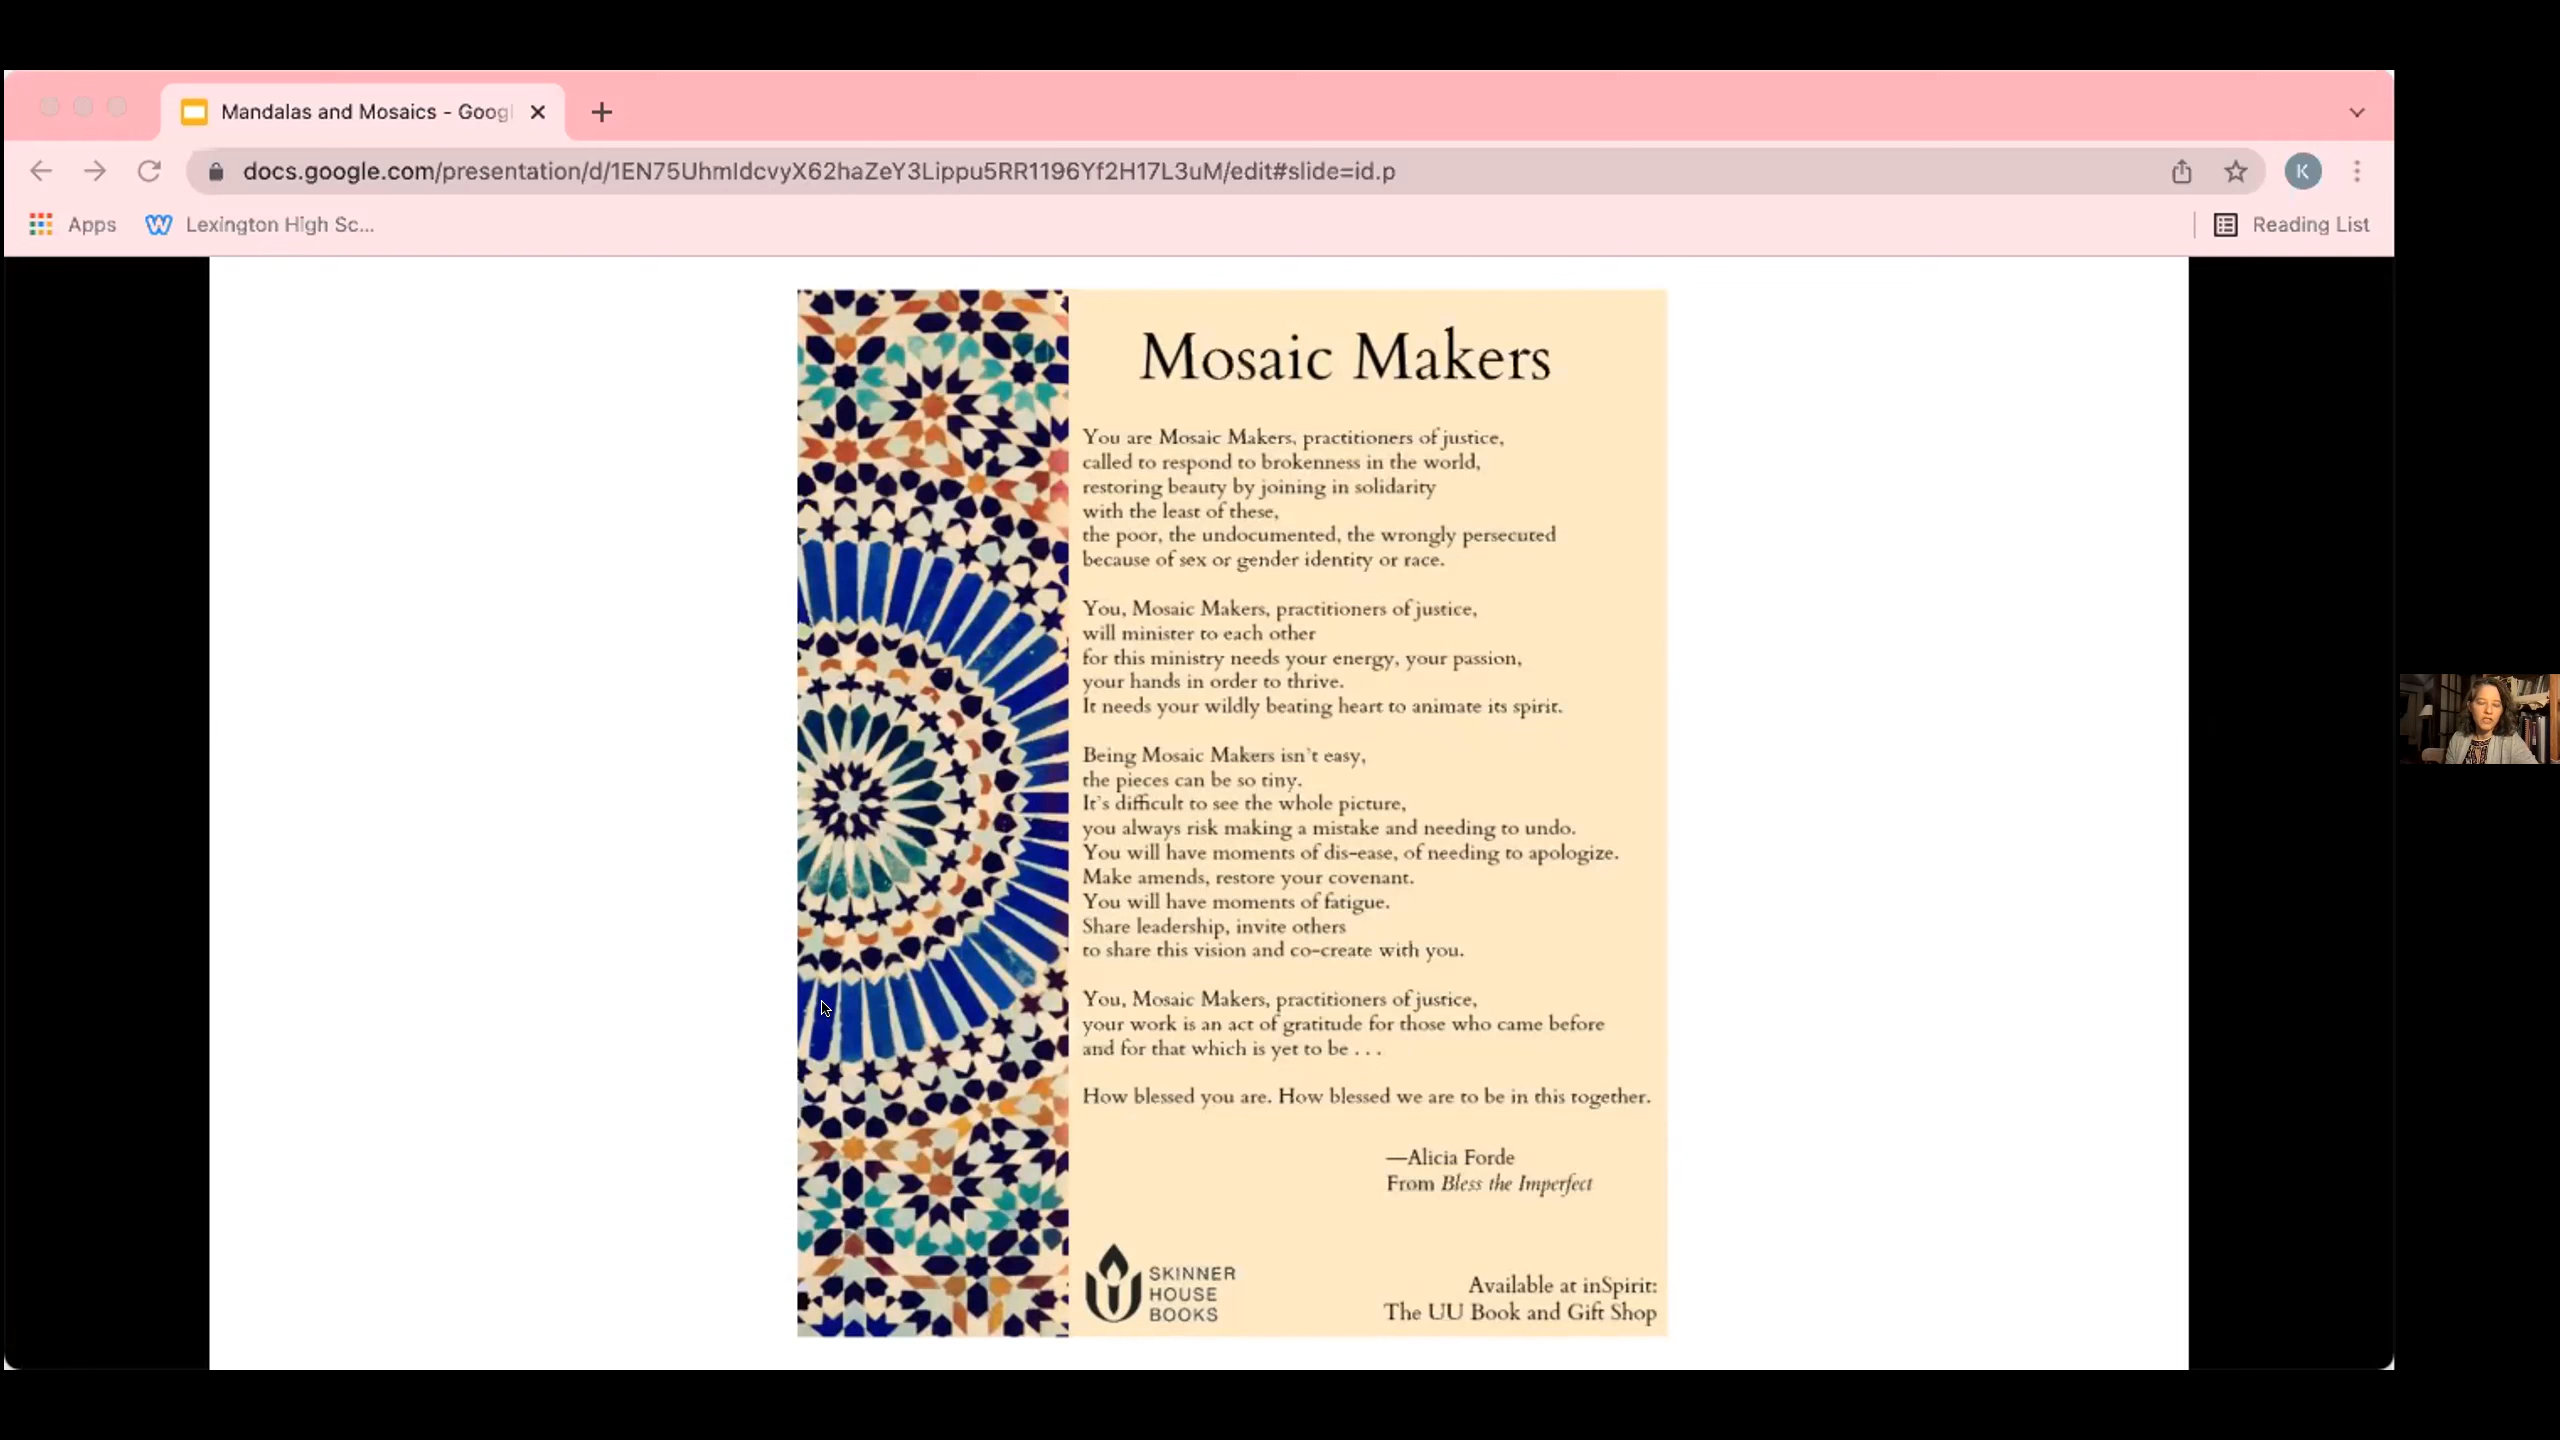 Mandalas and Mosaics - Goog
docs.google.com/presentation/d/1EN75UhmIdcvyX62haZeY3Lippu5RR1196Yf2H17L3uM/edit#slide=id.p
K
Apps
Lexington High Sc...
Reading List
Mosaic Makers
You are Mosaic Makers, practitioners of justice,
called to respond to brokenness in the world,
restoring beauty by joining in solidarity
with the least of these,
the poor, the undocumented, the wrongly persecuted
because of sex or gender identity or race.
You, Mosaic Makers, practitioners of justice,
will minister to each other
for this ministry needs your energy, your passion,
your hands in order to thrive.
It needs your wildly beating heart to animate its spirit.
Being Mosaic Makers isn't easy,
the pieces can be so tiny.
It's difficult to see the whole picture,
you always risk making a mistake and needing to undo.
You will have moments of dis-ease, of needing to apologize.
Make amends, restore your covenant.
You will have moments of fatigue.
Share leadership, invite others
to share this vision and co-create with you.
You, Mosaic Makers, practitioners of justice,
your work is an act of gratitude for those who came before
and for that which is yet to be . . .
How blessed you are. How blessed we are to be in this together.
—Alicia Forde
From Bless the Imperfect
SKINNER
HOUSE
BOOKS
Available at inSpirit:
The UU Book and Gift Shop